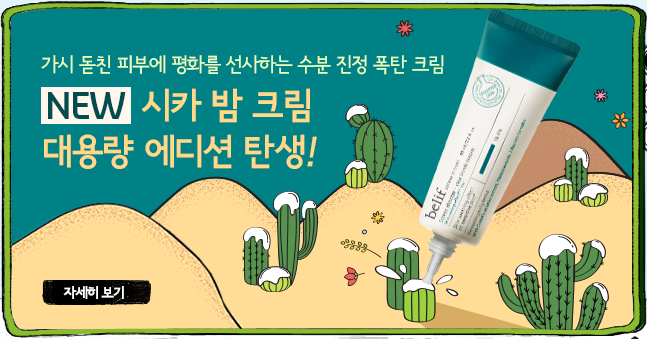 가시 돋친 피부에 평화를 선사하는 수분 진정 폭탄 크림
NEW 시카 밤 크림
대용량 에디션 탄생!
belif
자세히 보기